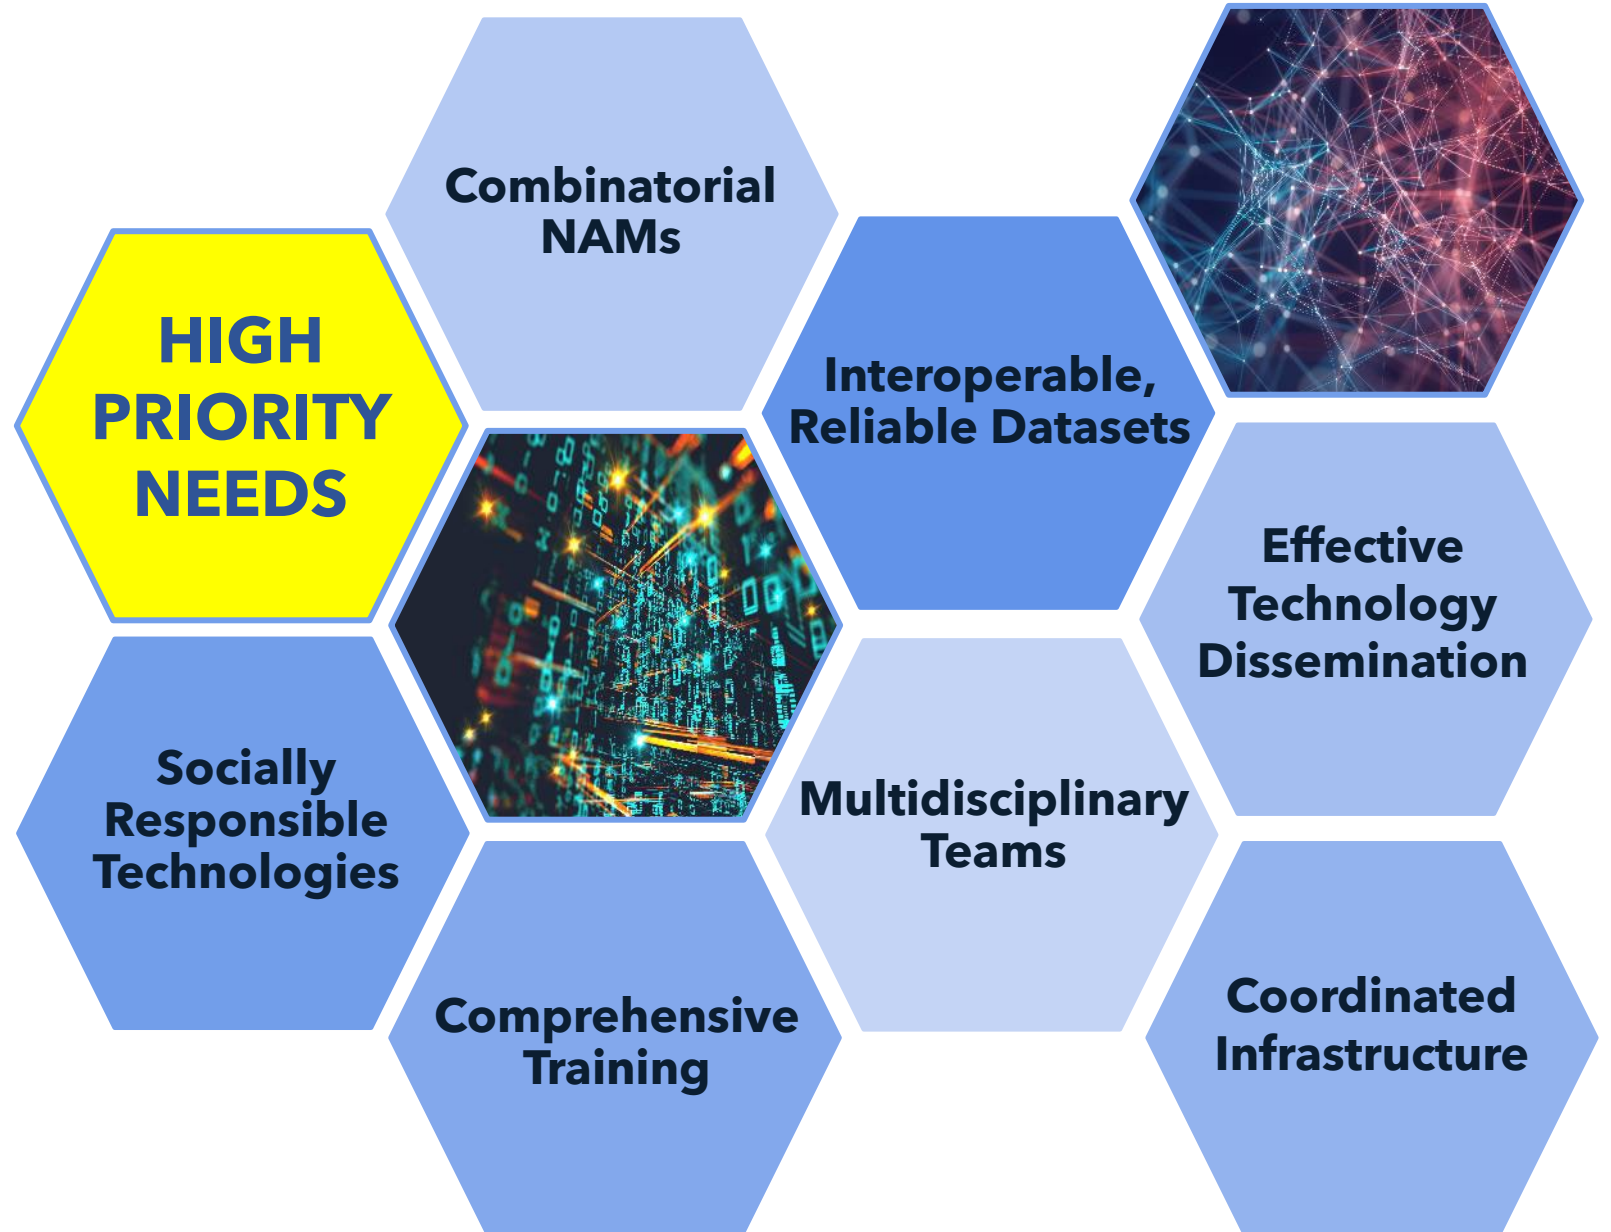 HIGH
PRIORITY
NEEDS
Combinatorial
NAMs
Interoperable,
Reliable Datasets
Effective
Technology
Dissemination
Socially
Responsible
Technologies
Multidisciplinary
Teams
Comprehensive
Training
Coordinated
Infrastructure